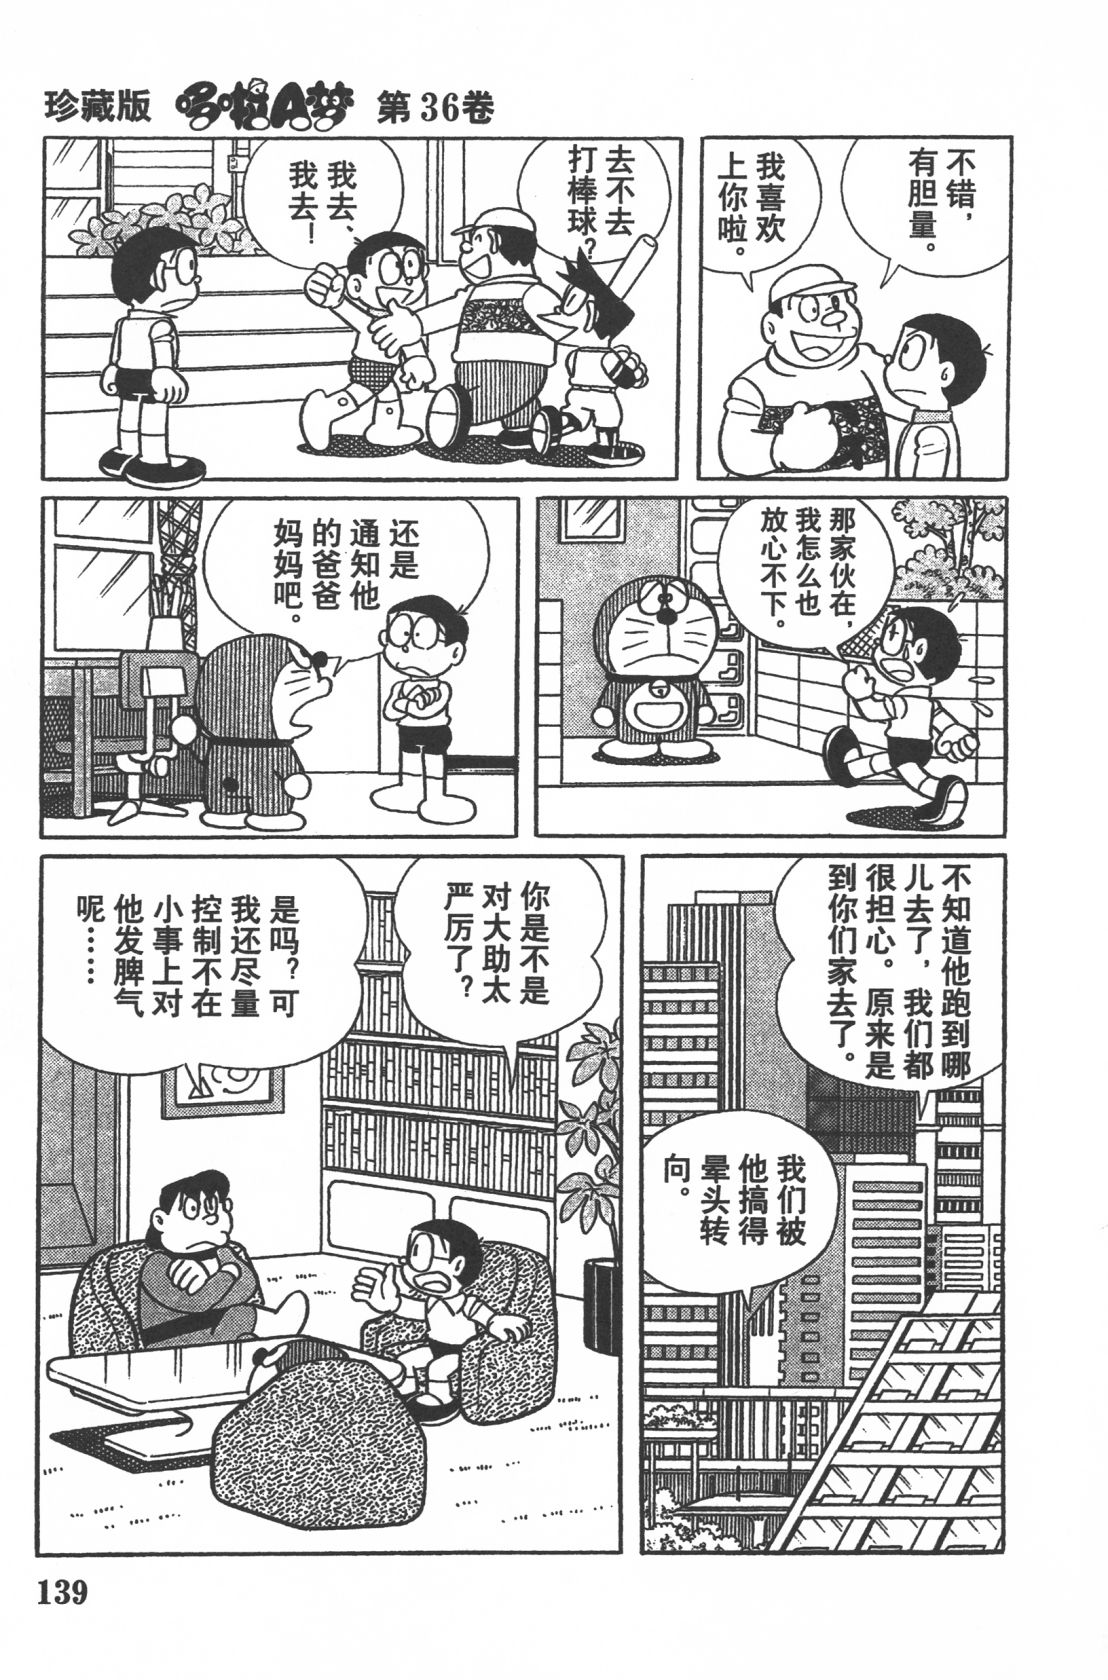 珍藏版 哆啦A梦 第36卷
不错，
有胆量。
我喜欢
上你啦。
去不去
打棒球？
我去、
我去！
那家伙在，
我怎么也
放心不下。
还是
通知他
的爸爸
妈妈吧。
不知道他跑到哪
儿去了，我们都
很担心。原来是
到你们家去了。
我们被
他搞得
晕头转
向。
你是不是
对大助太
严厉了？
是吗？可
我还尽量
控制不在
小事上对
他发脾气
呢……
139